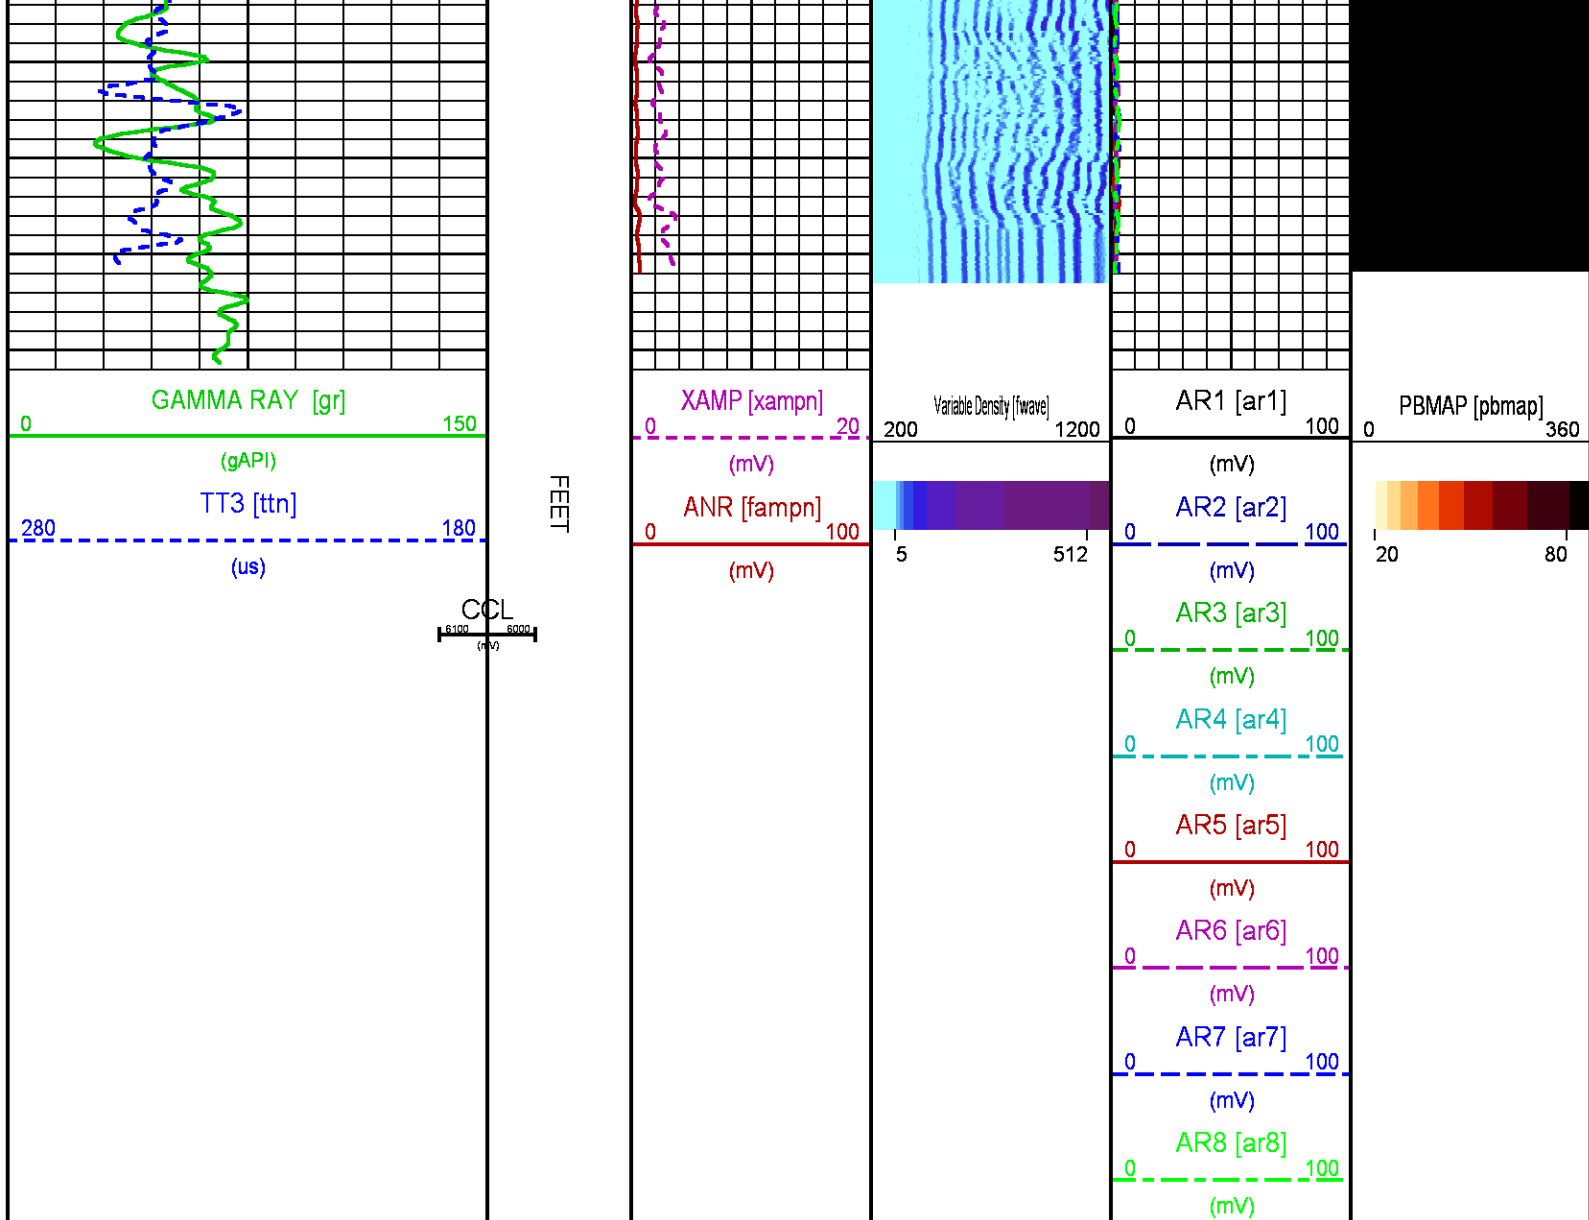 GAMMA RAY [gr]
0 150
(gAPI)
TT3 [ttn]
280 180
(us)
CCL
6100 6000
(mV)
FEET
XAMP [xampn]
0 20
(mV)
ANR [fampn]
0 100
(mV)
Variable Density [fwave]
200 1200
5 512
AR1 [ar1]
0 100
(mV)
AR2 [ar2]
0 100
(mV)
AR3 [ar3]
0 100
(mV)
AR4 [ar4]
0 100
(mV)
AR5 [ar5]
0 100
(mV)
AR6 [ar6]
0 100
(mV)
AR7 [ar7]
0 100
(mV)
AR8 [ar8]
0 100
(mV)
PBMAP [pbmap]
0 360
20 80